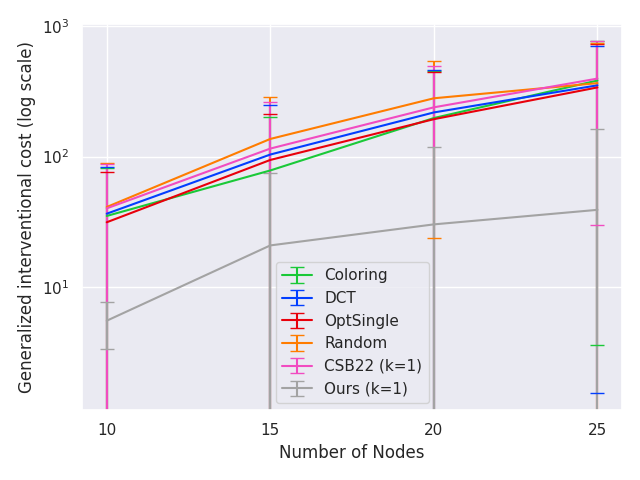 Generalized interventional cost (log scale)
10³
10²
10¹
Coloring
DCT
OptSingle
Random
CSB22 (k=1)
Ours (k=1)
10 15 20 25
Number of Nodes